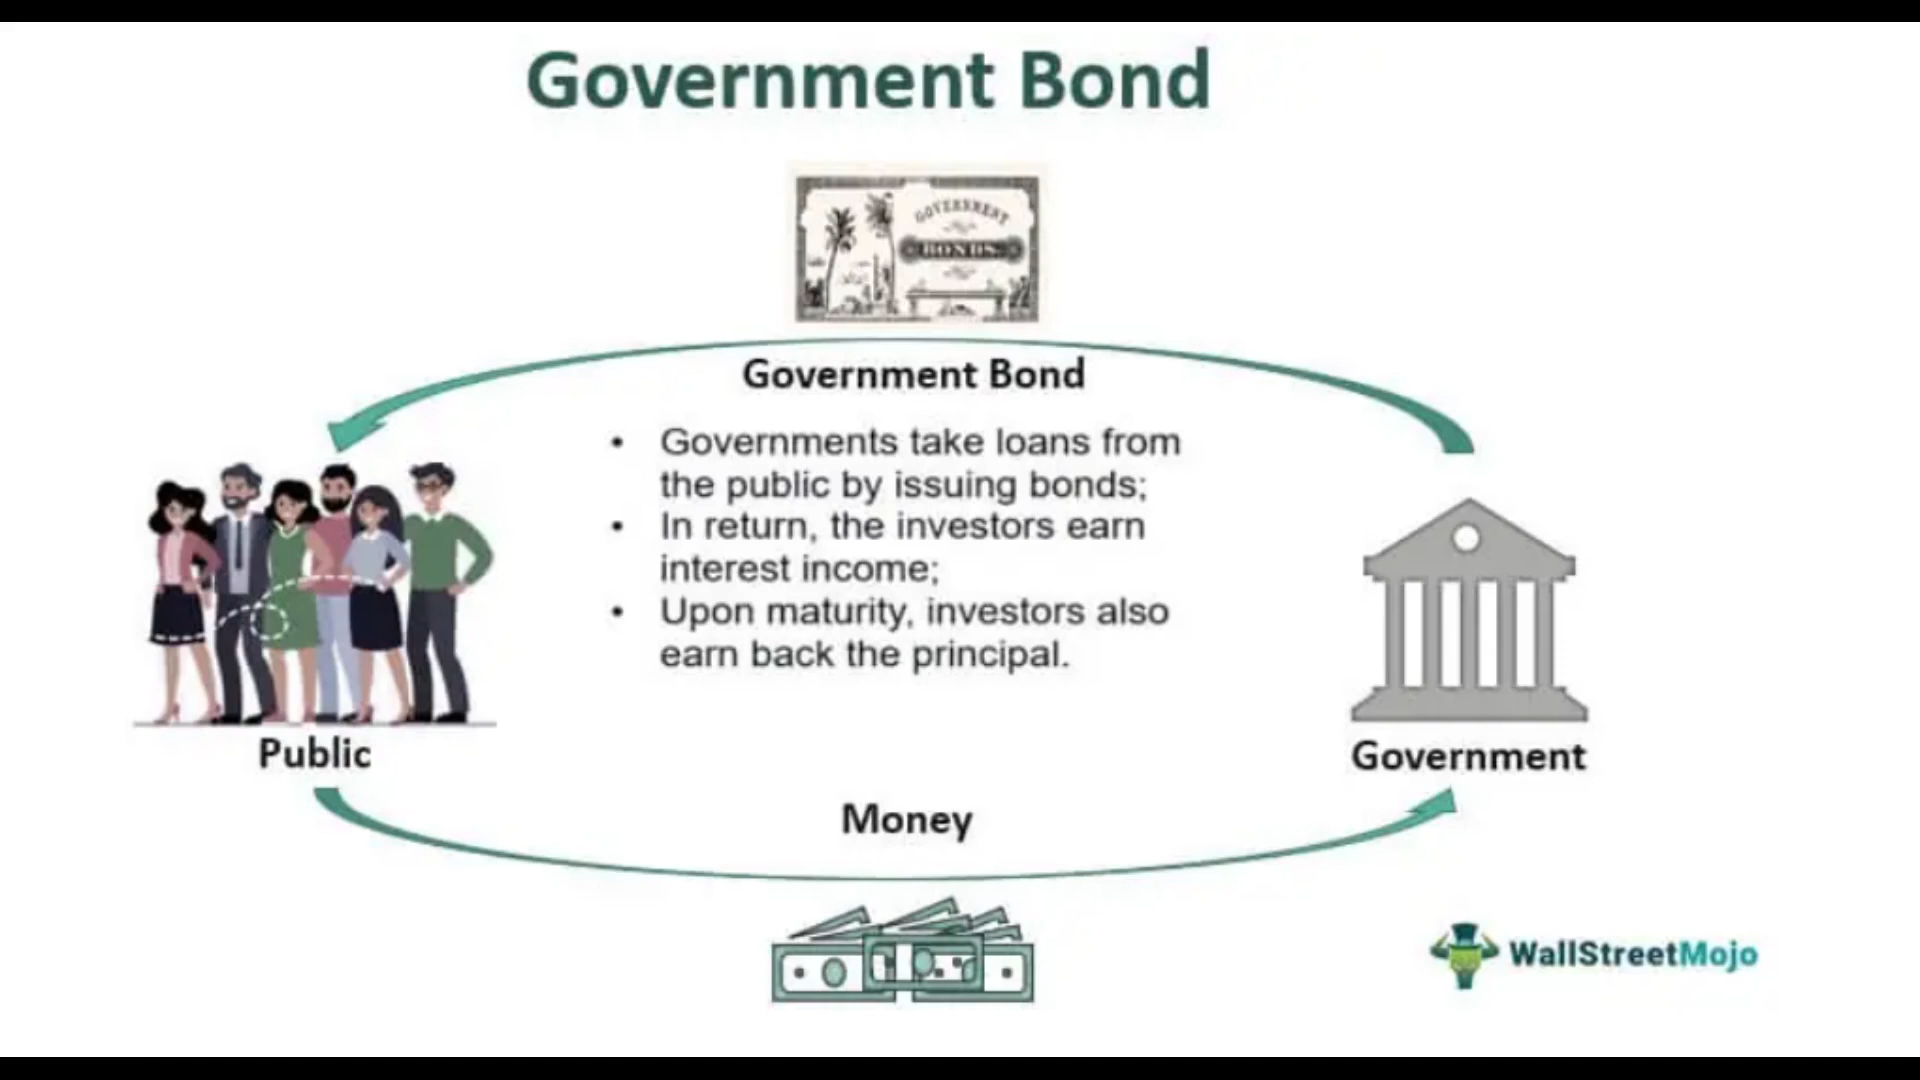 Government Bond
GOVERNMENT
BONDS
Government Bond
• Governments take loans from
the public by issuing bonds;
• In return, the investors earn
interest income;
• Upon maturity, investors also
earn back the principal.
Public
Government
Money
WallStreetMojo